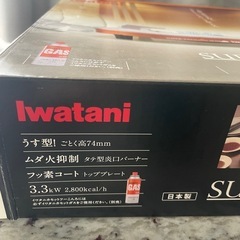 GAS
Iwatani
うす型!ごとく高74mm
ムダ火抑制 タテ型炎口バーナー
フッ素コート トッププレート
3.3kW 2,800kcal/h
GAS
日本製